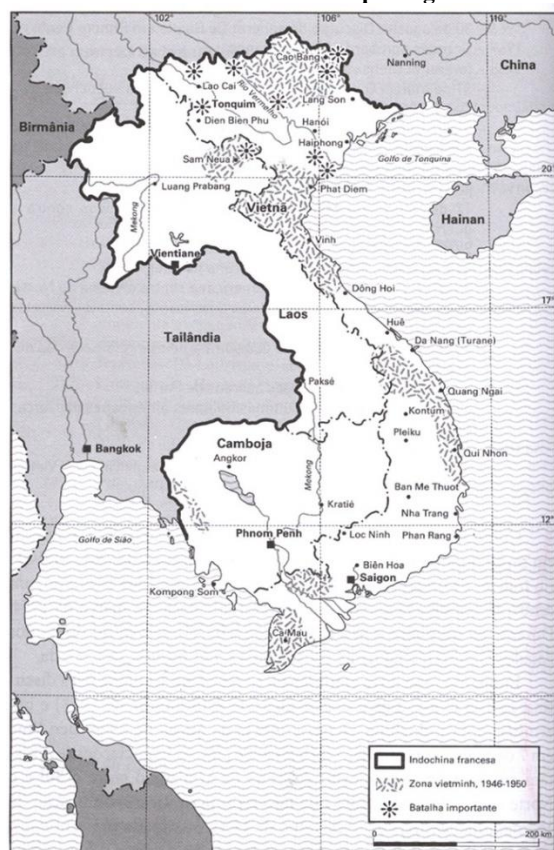 102°
106°
110°
Nanning
China
Cao Bang
Lao Cai
Rio Vermelho
Lang Son
Tonquim
Birmânia
Hanói
Dien Bien Phu
Haiphong
Golfo de Tonquina
Sam Neua
20°
Luang Prabang
Phat Diem
Vietnã
Hainan
Mekong
Vinh
Vientiane
Dông Hoi
17°
Laos
Huê
Tailândia
Da Nang (Turane)
Paksé
Quang Ngai
Kontum
Camboja
Pleiku
Bangkok
Angkor
Qui Nhon
Mekong
Ban Me Thuot
Kratié
Nha Trang
12°
Golfo de Sião
Phnom Penh
Loc Ninh
Phan Rang
Biên Hoa
Kompong Som
Saigon
Ca Mau
Indochina francesa
Zona vietminh, 1946-1950
Batalha importante
0
200 km